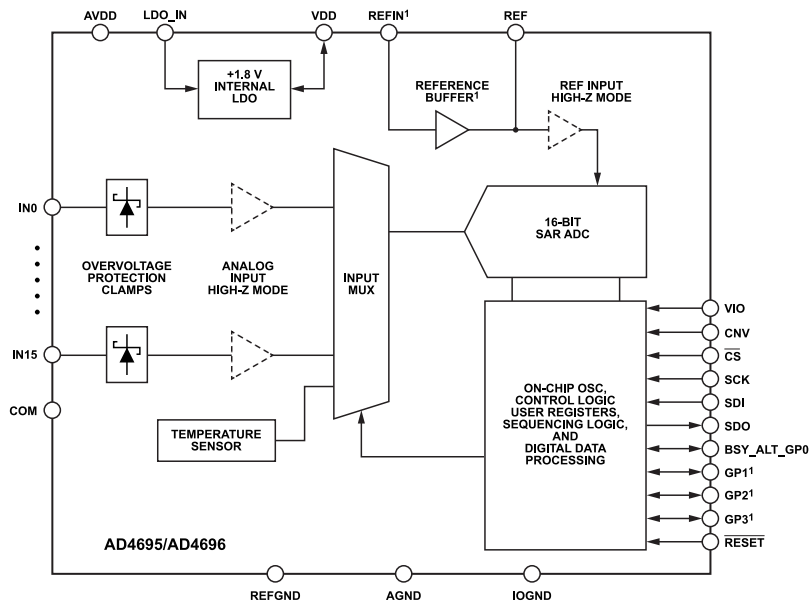 AVDD
LDO_IN
VDD
REFIN1
REF
+1.8 V
INTERNAL
LDO
REFERENCE
BUFFER1
REF INPUT
HIGH-Z MODE
IN0
16-BIT
SAR ADC
OVERVOLTAGE
PROTECTION
CLAMPS
ANALOG
INPUT
HIGH-Z MODE
INPUT
MUX
IN15
COM
TEMPERATURE
SENSOR
ON-CHIP OSC,
CONTROL LOGIC
USER REGISTERS,
SEQUENCING LOGIC,
AND
DIGITAL DATA
PROCESSING
VIO
CNV
CS
SCK
SDI
SDO
BSY_ALT_GP0
GP11
GP21
GP31
RESET
AD4695/AD4696
REFGND
AGND
IOGND